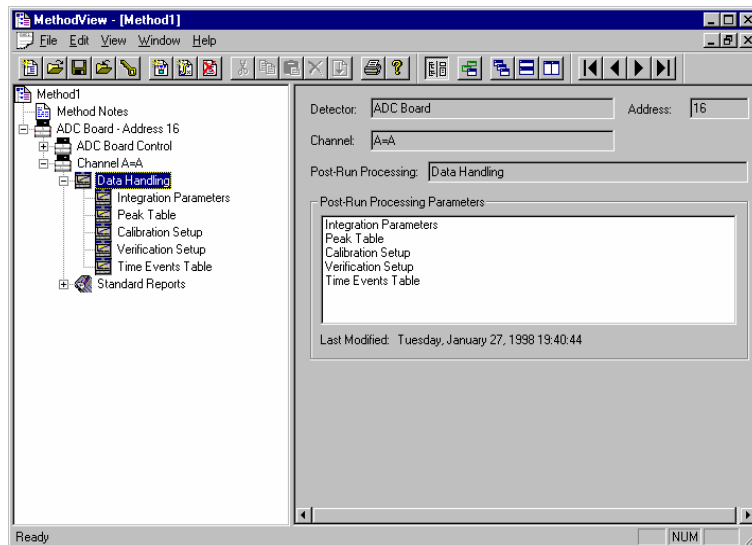 MethodView - [Method1]
File Edit View Window Help
Method1
Method Notes
ADC Board - Address 16
ADC Board Control
Channel A=A
Data Handling
Integration Parameters
Peak Table
Calibration Setup
Verification Setup
Time Events Table
Standard Reports
Detector: ADC Board Address: 16
Channel: A=A
Post-Run Processing: Data Handling
Post-Run Processing Parameters
Integration Parameters
Peak Table
Calibration Setup
Verification Setup
Time Events Table
Last Modified: Tuesday, January 27, 1998 19:40:44
Ready NUM